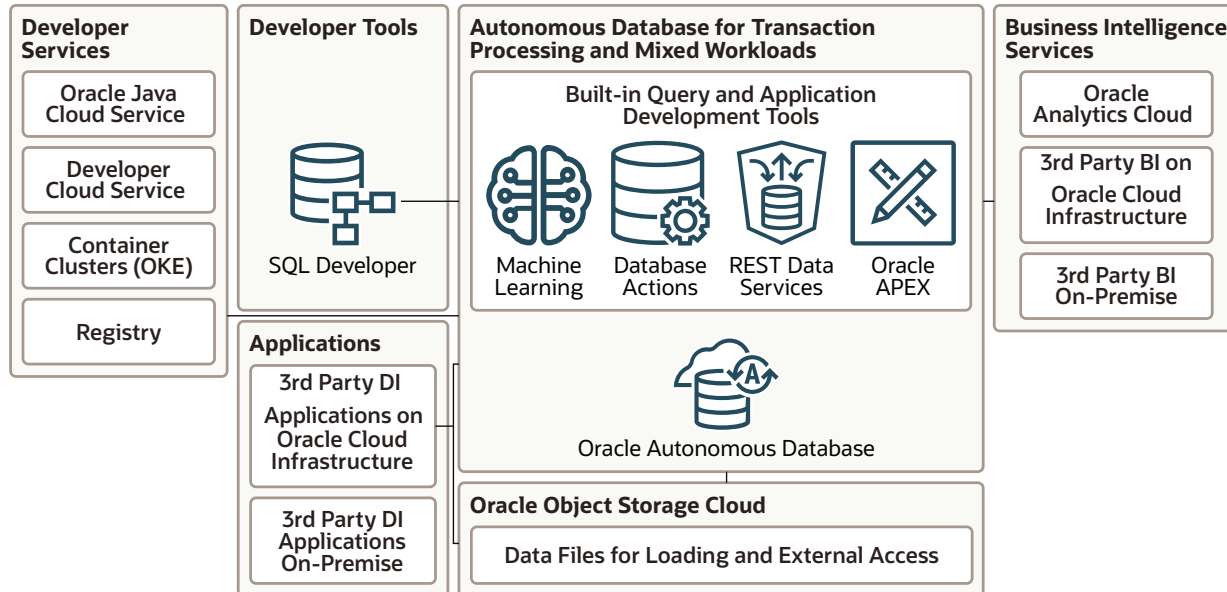 Developer
Services
Oracle Java
Cloud Service
Developer
Cloud Service
Container
Clusters (OKE)
Registry
Developer Tools
SQL Developer
Applications
3rd Party DI
Applications on
Oracle Cloud
Infrastructure
3rd Party DI
Applications
On-Premise
Autonomous Database for Transaction
Processing and Mixed Workloads
Built-in Query and Application
Development Tools
Machine
Learning
Database
Actions
REST Data
Services
Oracle
APEX
A
Oracle Autonomous Database
Oracle Object Storage Cloud
Data Files for Loading and External Access
Business Intelligence
Services
Oracle
Analytics Cloud
3rd Party BI on
Oracle Cloud
Infrastructure
3rd Party BI
On-Premise